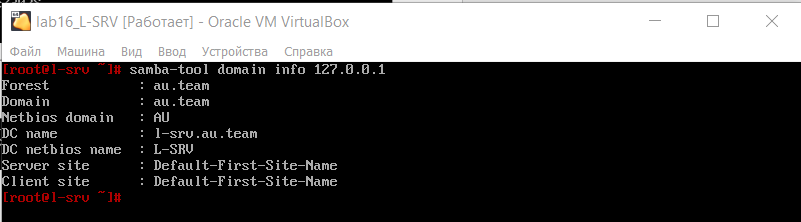 lab16_L-SRV [Работает] - Oracle VM VirtualBox
Файл Машина Вид Ввод Устройства Справка
[root@l-srv ~]# samba-tool domain info 127.0.0.1
Forest : au.team
Domain : au.team
Netbios domain : AU
DC name : l-srv.au.team
DC netbios name : L-SRV
Server site : Default-First-Site-Name
Client site : Default-First-Site-Name
[root@l-srv ~]#